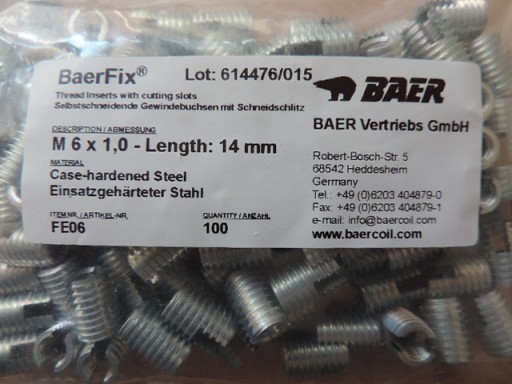 BaerFix® Lot: 614476/015
BAER
Thread Inserts with cutting slots
Selbstschneidende Gewindebuchsen mit Schneidschlitz
DESCRIPTION / ABMESSUNG
M 6 x 1,0 - Length: 14 mm
MATERIAL
Case-hardened Steel
Einsatzgehärteter Stahl
ITEM NR. / ARTIKEL-NR. QUANTITY / ANZAHL
FE06 100
BAER Vertriebs GmbH
Robert-Bosch-Str. 5
68542 Heddesheim
Germany
Tel.: +49 (0)6203 404879-0
Fax: +49 (0)6203 404879-1
e-mail: info@baercoil.com
www.baercoil.com